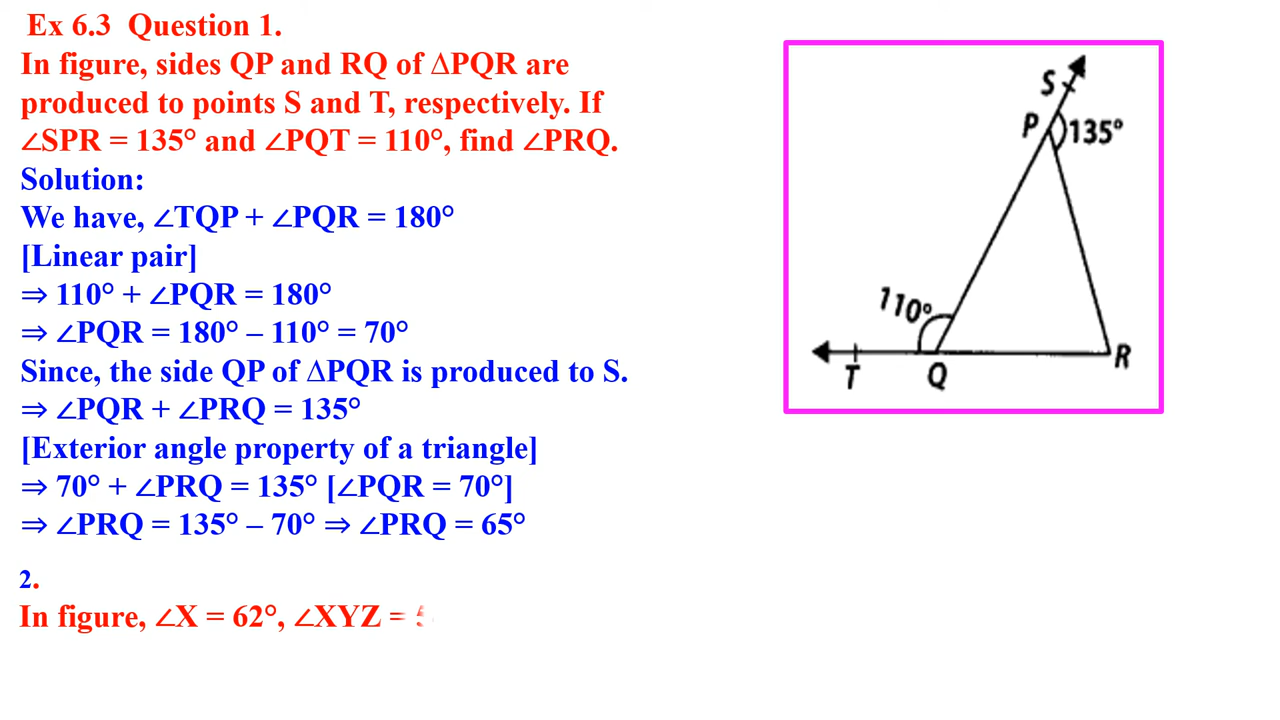 Ex 6.3 Question 1.
In figure, sides QP and RQ of ∆PQR are
produced to points S and T, respectively. If
∠SPR = 135° and ∠PQT = 110°, find ∠PRQ.
Solution:
We have, ∠TQP + ∠PQR = 180°
[Linear pair]
⇒ 110° + ∠PQR = 180°
⇒ ∠PQR = 180° – 110° = 70°
Since, the side QP of ∆PQR is produced to S.
⇒ ∠PQR + ∠PRQ = 135°
[Exterior angle property of a triangle]
⇒ 70° + ∠PRQ = 135° [∠PQR = 70°]
⇒ ∠PRQ = 135° – 70° ⇒ ∠PRQ = 65°
2.
In figure, ∠X = 62°, ∠XYZ =
S
P 135°
110°
T Q R